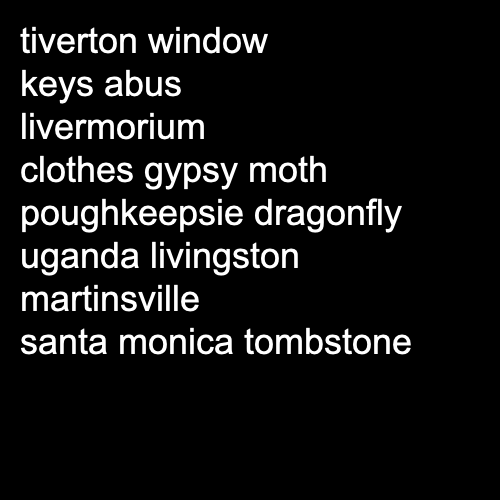 tiverton window
keys abus
livermorium
clothes gypsy moth
poughkeepsie dragonfly
uganda livingston
martinsville
santa monica tombstone